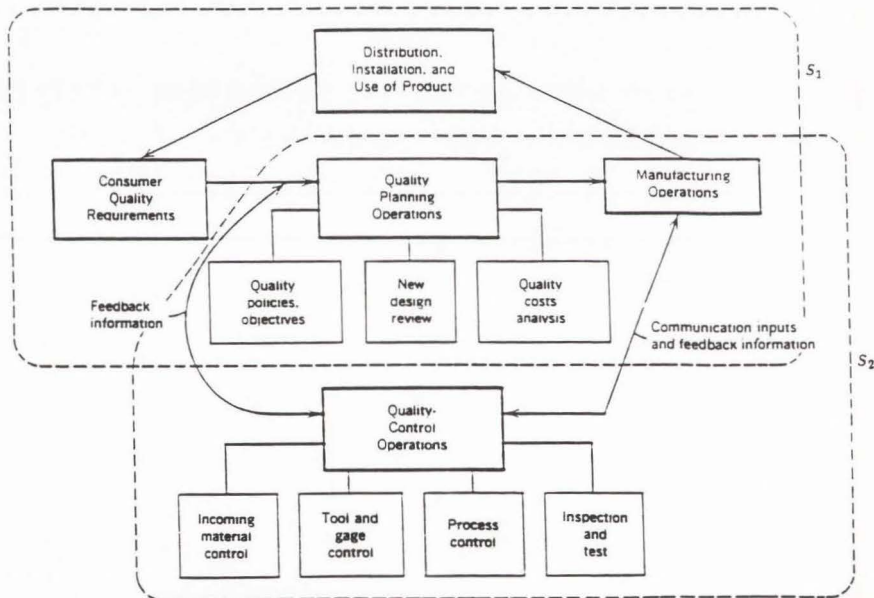 Distribution,
Installation, and
Use of Product
S1
Consumer
Quality
Requirements
Quality
Planning
Operations
Manufacturing
Operations
Quality
policies,
objectives
New
design
review
Quality
costs
analysis
Feedback
information
Communication inputs
and feedback information
S2
Quality-
Control
Operations
Incoming
material
control
Tool and
gage
control
Process
control
Inspection
and
test